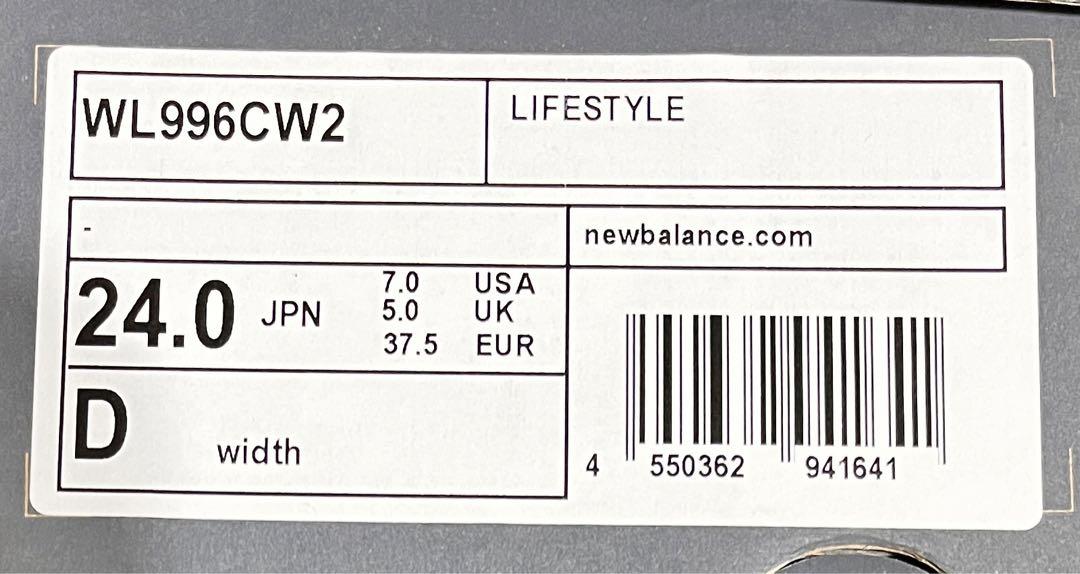 WL996CW2
LIFESTYLE
-
newbalance.com
24.0 JPN
7.0 USA
5.0 UK
37.5 EUR
D width
4 550362 941641